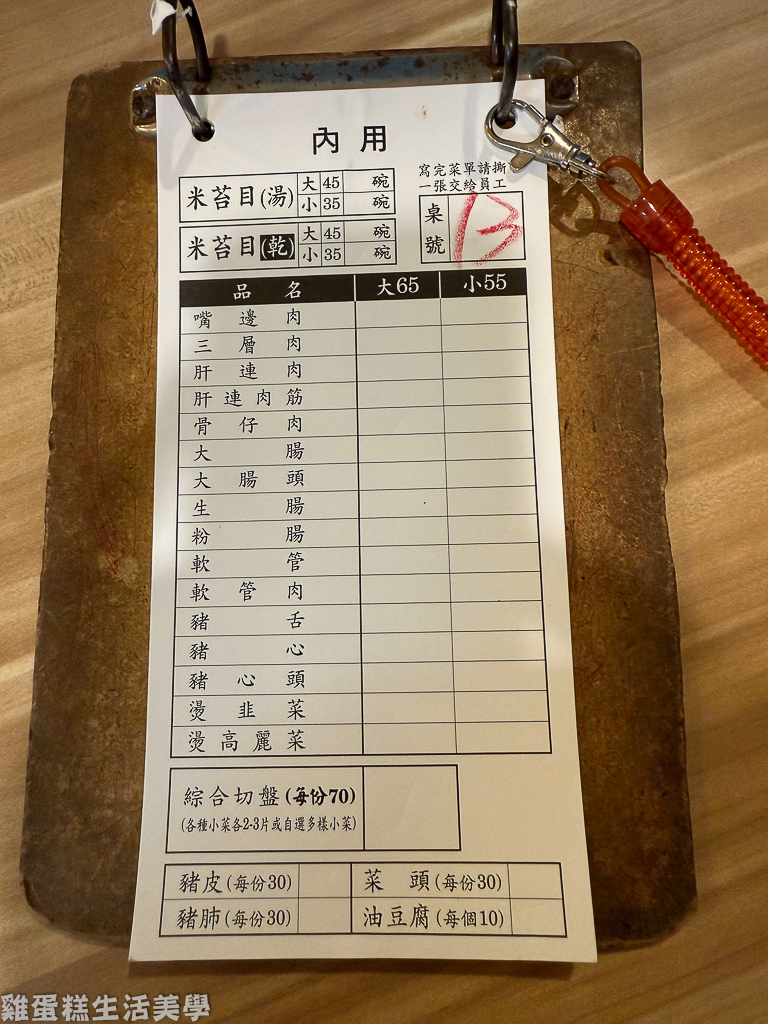 內用
寫完菜單請撕
一張交給員工
米苔目(湯) 大 45 碗
小 35 碗
桌號 B
米苔目(乾) 大 45 碗
小 35 碗
品名 大65 小55
嘴邊肉
三層肉
肝連肉
肝連肉筋
骨仔肉
大腸
大腸頭
生腸
粉腸
軟管
軟管肉
豬舌
豬心
豬心頭
燙韭菜
燙高麗菜
綜合切盤(每份70)
(各種小菜各2-3片或自選多樣小菜)
豬皮(每份30) 菜頭(每份30)
豬肺(每份30) 油豆腐(每個10)
雞蛋糕生活美學